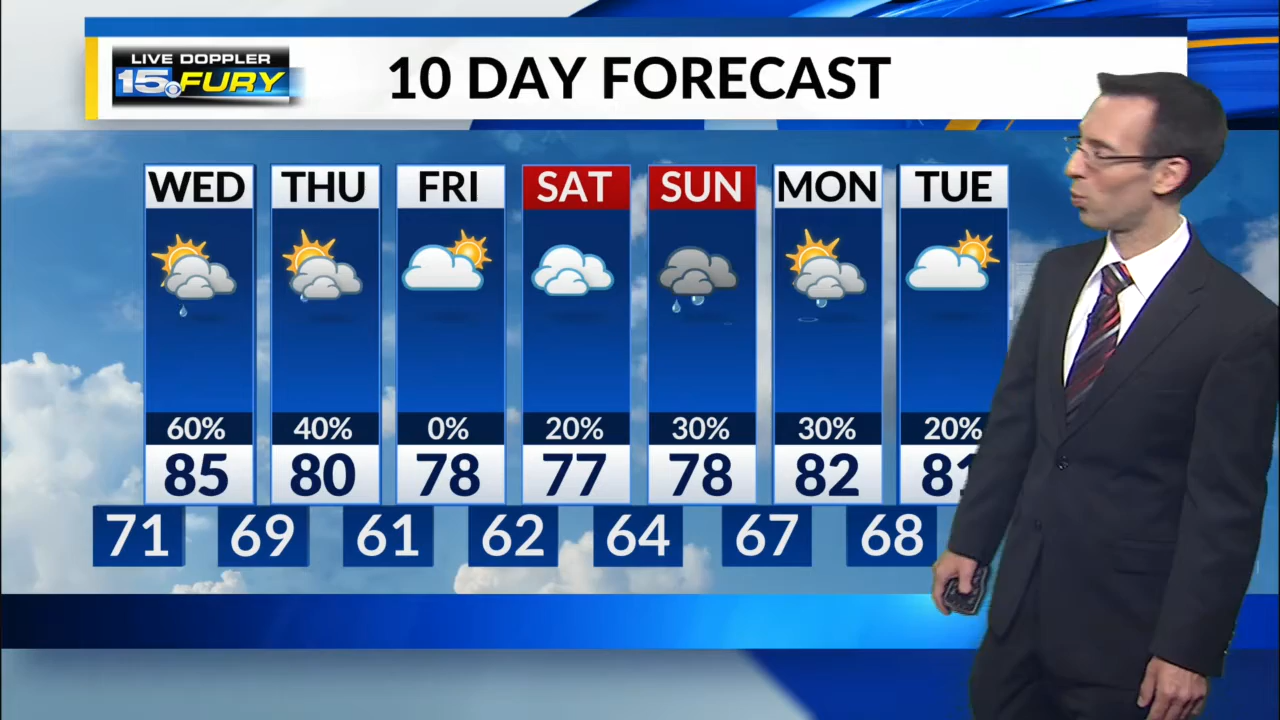 LIVE DOPPLER
15 FURY
10 DAY FORECAST
WED THU FRI SAT SUN MON TUE
60% 40% 0% 20% 30% 30% 20%
85 80 78 77 78 82 81
71 69 61 62 64 67 68